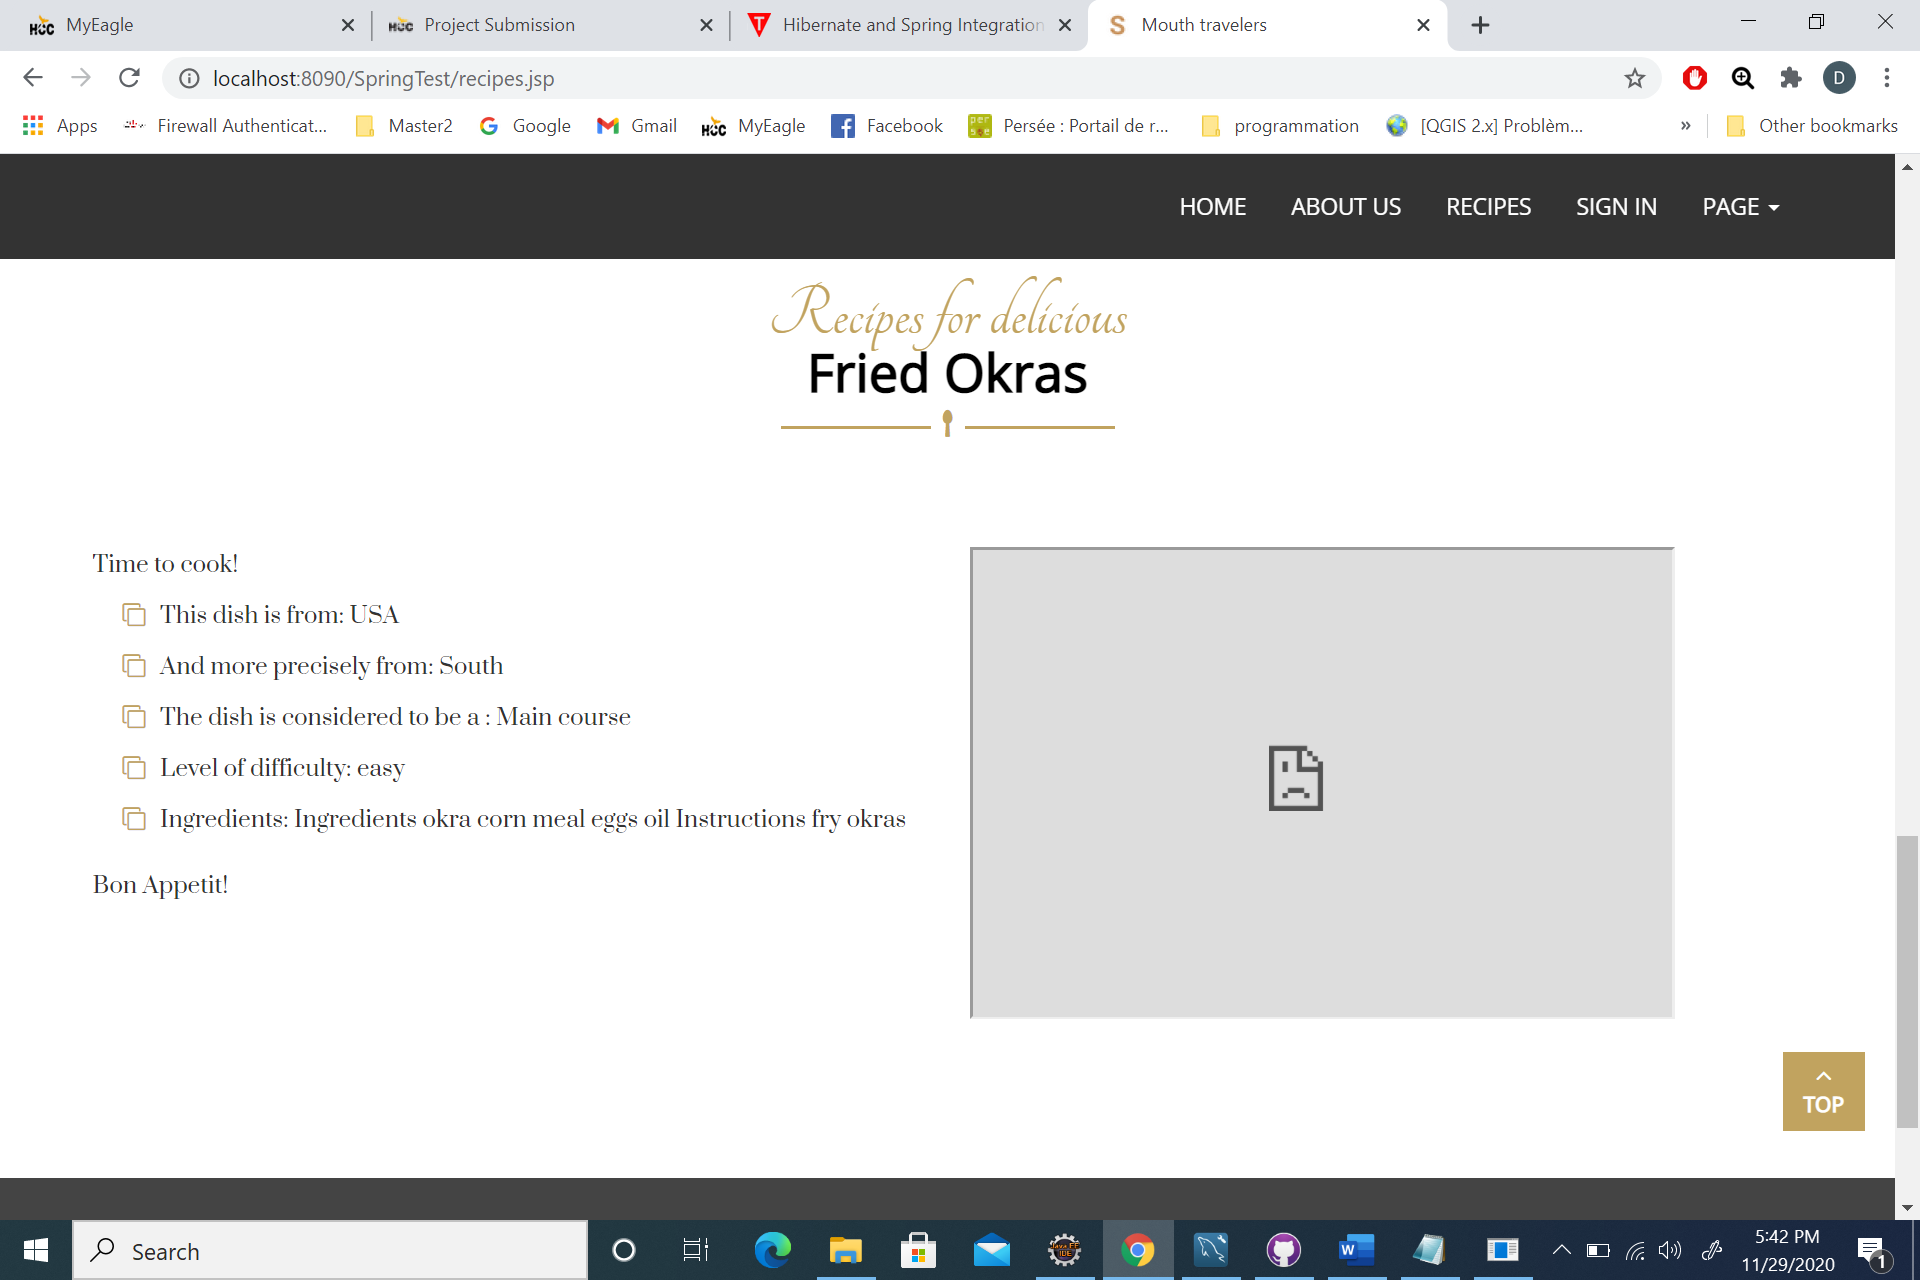 MyEagle
Project Submission
Hibernate and Spring Integration
Mouth travelers
localhost:8090/SpringTest/recipes.jsp
D
Apps
Firewall Authenticat...
Master2
Google
Gmail
HCC
MyEagle
Facebook
Persée : Portail de r...
programmation
[QGIS 2.x] Problèm...
»
Other bookmarks
HOME
ABOUT US
RECIPES
SIGN IN
PAGE
Recipes for delicious
Fried Okras
Time to cook!
This dish is from: USA
And more precisely from: South
The dish is considered to be a : Main course
Level of difficulty: easy
Ingredients: Ingredients okra corn meal eggs oil Instructions fry okras
Bon Appetit!
TOP
Search
5:42 PM
11/29/2020
1